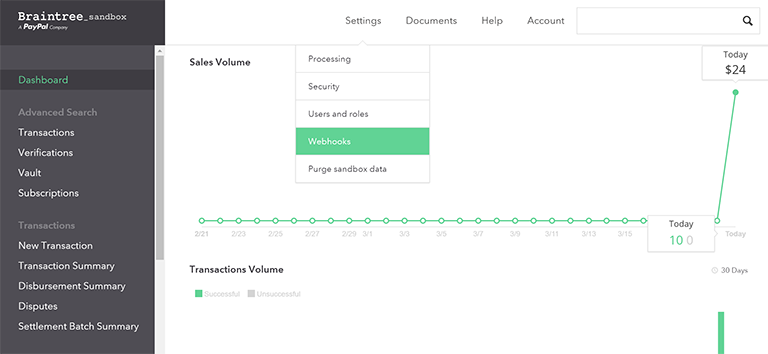 Braintree_sandbox
A PayPal Company
Settings
Documents
Help
Account
Dashboard
Advanced Search
Transactions
Verifications
Vault
Subscriptions
Transactions
New Transaction
Transaction Summary
Disbursement Summary
Disputes
Settlement Batch Summary
Processing
Security
Users and roles
Webhooks
Purge sandbox data
Sales Volume
Today
$24
Today
10 0
2/21 2/23 2/25 2/27 2/29 3/1 3/3 3/5 3/7 3/9 3/11 3/13 3/15 Today
Transactions Volume
30 Days
Successful
Unsuccessful